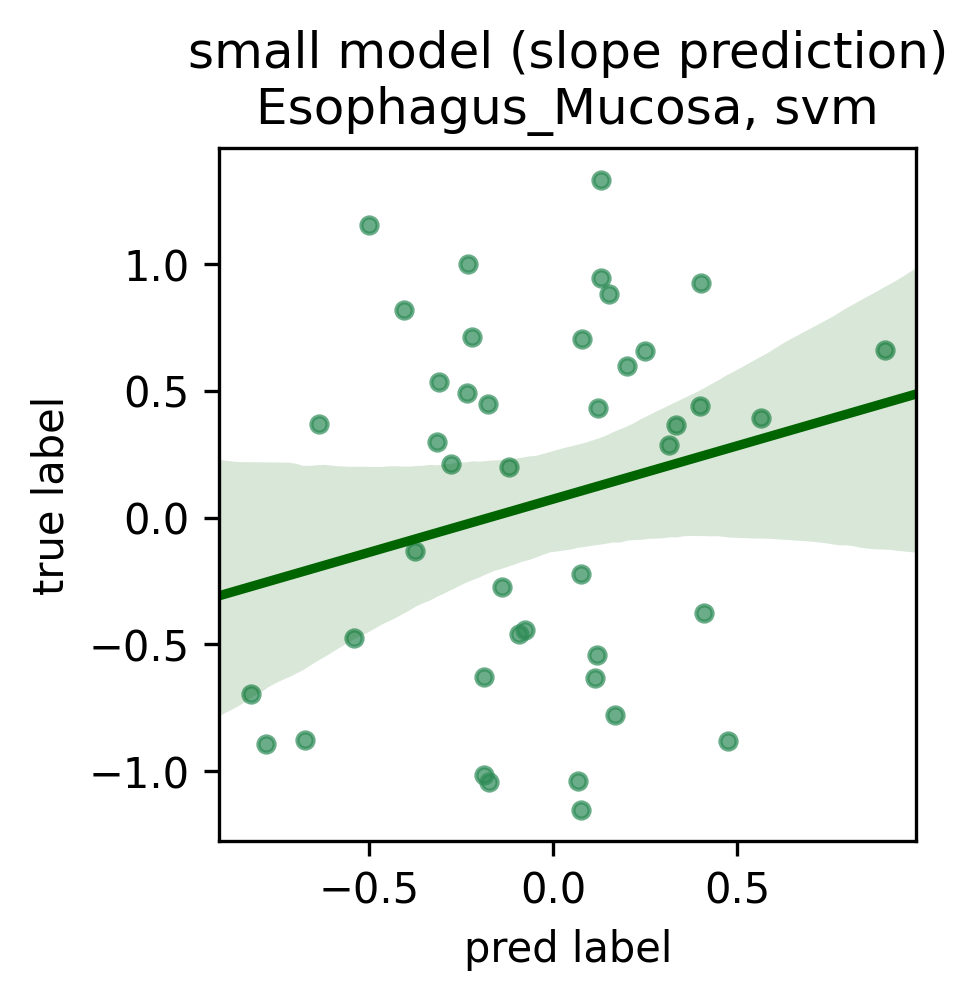 small model (slope prediction)
Esophagus_Mucosa, svm
1.0
0.5
0.0
−0.5
−1.0
true label
−0.5 0.0 0.5
pred label